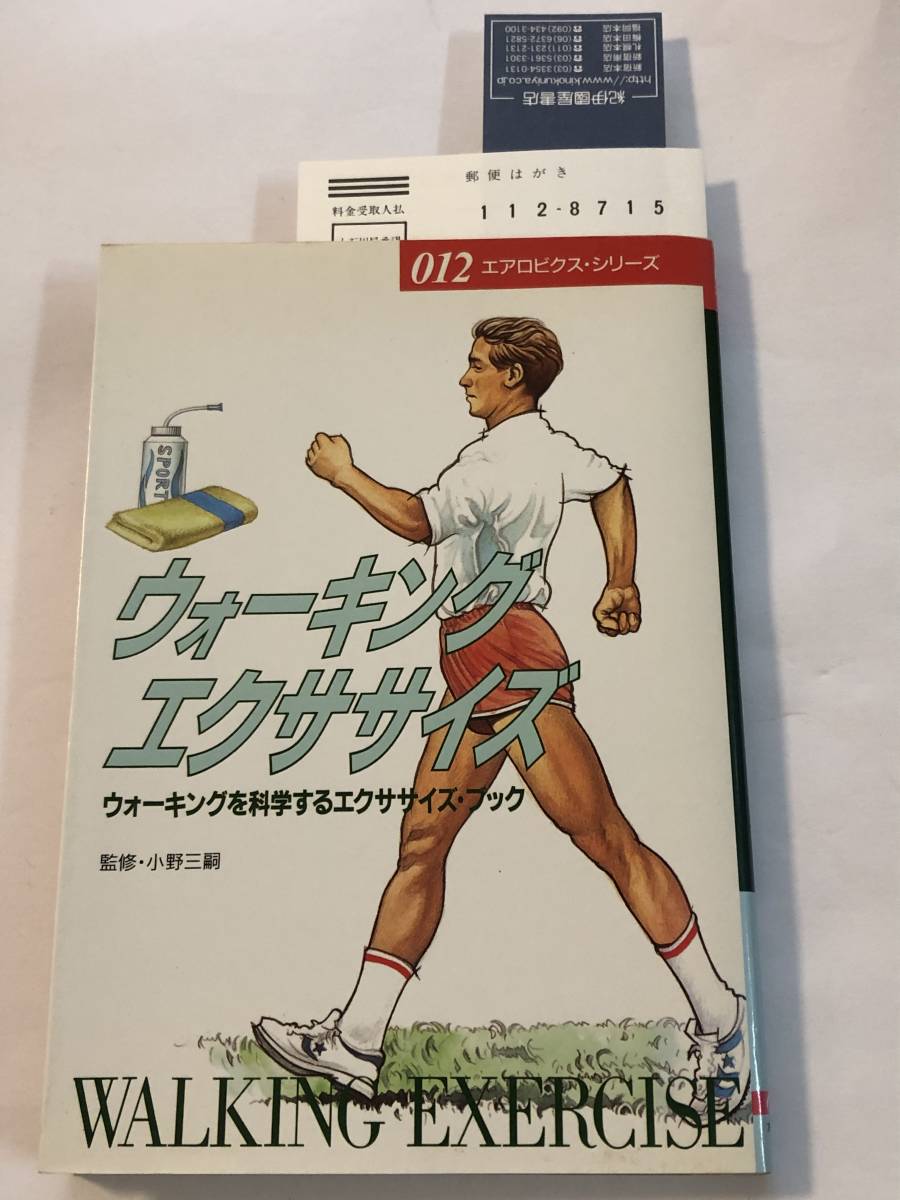 紀伊國屋書店
http://www.kinokuniya.co.jp
新宿本店 ☎(03)3354-0131
新宿南店 ☎(03)5361-3301
札幌本店 ☎(011)231-2131
梅田本店 ☎(06)6372-5821
福岡本店 ☎(092)434-3100
郵便はがき
料金受取人払
112-8715
012 エアロビクス・シリーズ
SPORT
ウォーキング
エクササイズ
ウォーキングを科学するエクササイズ・ブック
監修・小野三嗣
WALKING EXERCISE